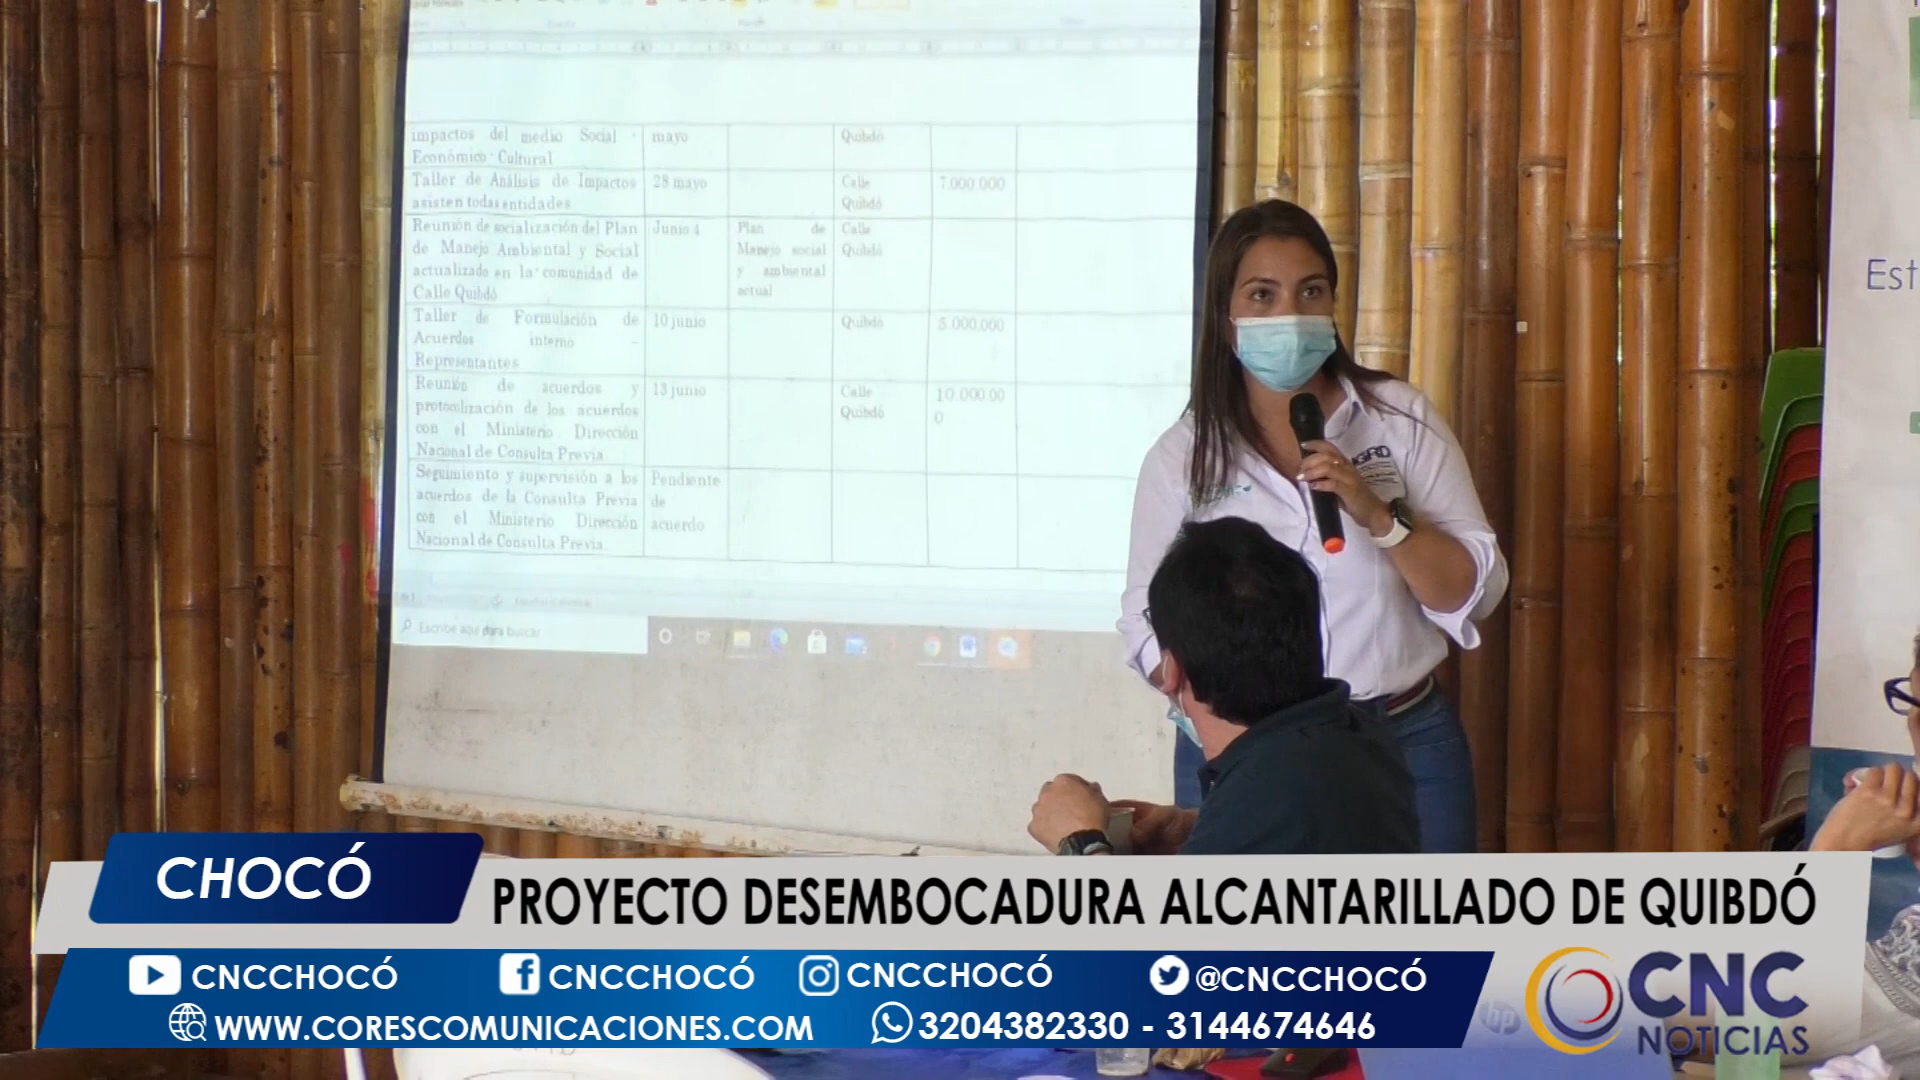 impactos del medio Social - mayo Quibdó
Económico - Cultural
Taller de Análisis de Impactos 28 mayo Calle 7.000.000
asisten todas entidades Quibdó
Reunión de socialización del Plan Junio 4 Plan de Calle
de Manejo Ambiental y Social Manejo social Quibdó
actualizado en la comunidad de y ambiental
Calle Quibdó actual
Taller de Formulación de 10 junio Quibdó 5.000.000
Acuerdos interno –
Representantes
Reunión de acuerdos y 13 junio Calle 10.000.00
protocolización de los acuerdos Quibdó 0
con el Ministerio Dirección
Nacional de Consulta Previa
Seguimiento y supervisión a los Pendiente
acuerdos de la Consulta Previa de
con el Ministerio Dirección acuerdo
Nacional de Consulta Previa.
Escribe aquí para buscar
Est
CHOCÓ
PROYECTO DESEMBOCADURA ALCANTARILLADO DE QUIBDÓ
CNCCHOCÓ CNCCHOCÓ CNCCHOCÓ @CNCCHOCÓ
WWW.CORESCOMUNICACIONES.COM 3204382330 - 3144674646
hp
CNC
NOTICIAS